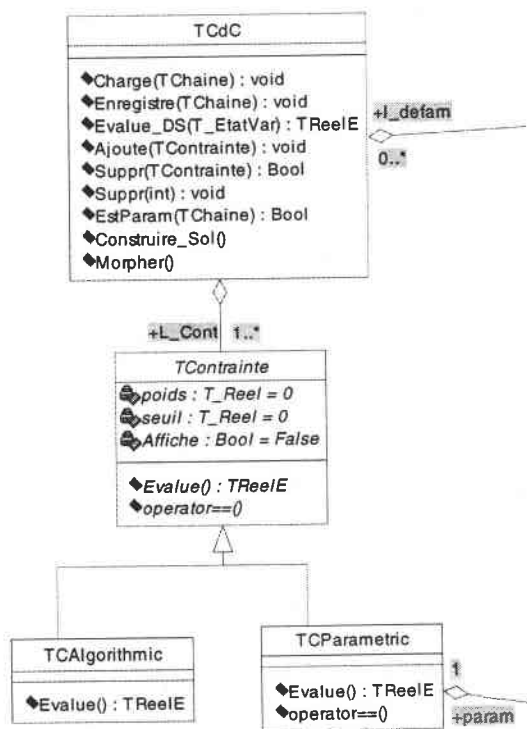 TCdC
Charge(TChaine) : void
Enregistre(TChaine) : void
Evalue_DS(T_EtatVar) : TReelE
Ajoute(TContrainte) : void
Suppr(TContrainte) : Bool
Suppr(int) : void
EstParam(TChaine) : Bool
Construire_Sol()
Morpher()
+l_defam
0..*
+L_Cont 1..*
TContrainte
poids : T_Reel = 0
seuil : T_Reel = 0
Affiche : Bool = False
Evalue() : TReelE
operator==()
TCAlgorithmic
Evalue() : TReelE
TCParametric
Evalue() : TReelE
operator==()
1
+param